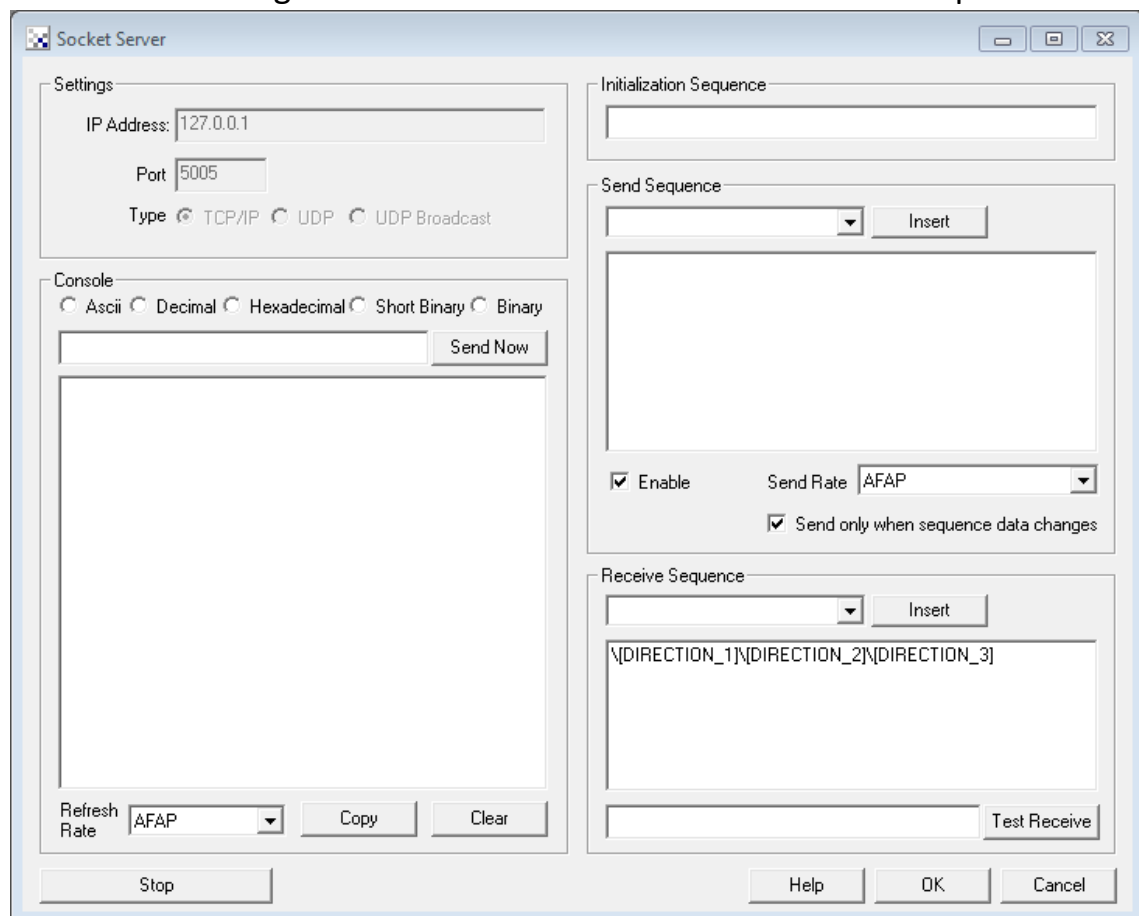 Socket Server
Settings
IP Address: 127.0.0.1
Port 5005
Type TCP/IP UDP UDP Broadcast
Console
Ascii Decimal Hexadecimal Short Binary Binary
Send Now
Refresh Rate AFAP Copy Clear
Stop
Initialization Sequence
Send Sequence
Insert
Enable Send Rate AFAP
Send only when sequence data changes
Receive Sequence
Insert
\[DIRECTION_1]\[DIRECTION_2]\[DIRECTION_3]
Test Receive
Help OK Cancel